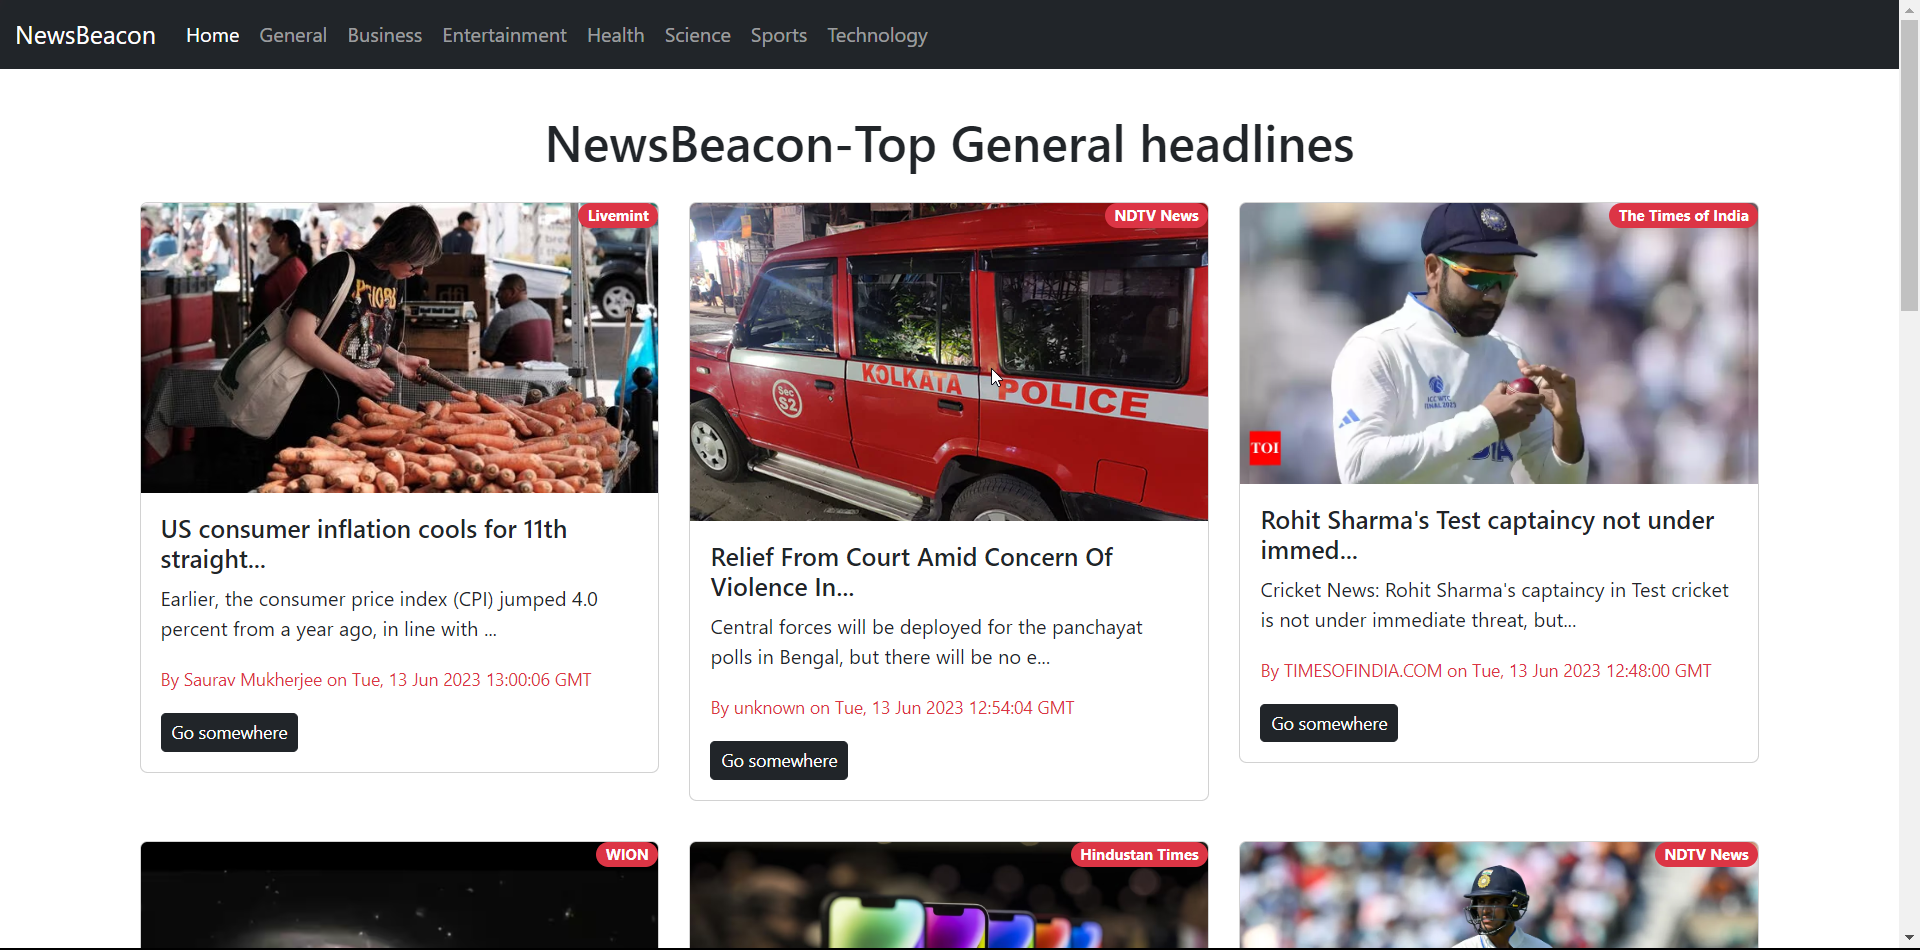 NewsBeacon Home General Business Entertainment Health Science Sports Technology
NewsBeacon-Top General headlines
Livemint
US consumer inflation cools for 11th
straight...
Earlier, the consumer price index (CPI) jumped 4.0
percent from a year ago, in line with ...
By Saurav Mukherjee on Tue, 13 Jun 2023 13:00:06 GMT
Go somewhere
NDTV News
Sec
S2
KOLKATA POLICE
Relief From Court Amid Concern Of
Violence In...
Central forces will be deployed for the panchayat
polls in Bengal, but there will be no e...
By unknown on Tue, 13 Jun 2023 12:54:04 GMT
Go somewhere
The Times of India
ICC WTC
FINAL 2023
TOI
Rohit Sharma's Test captaincy not under
immed...
Cricket News: Rohit Sharma's captaincy in Test cricket
is not under immediate threat, but...
By TIMESOFINDIA.COM on Tue, 13 Jun 2023 12:48:00 GMT
Go somewhere
WION
Hindustan Times
NDTV News